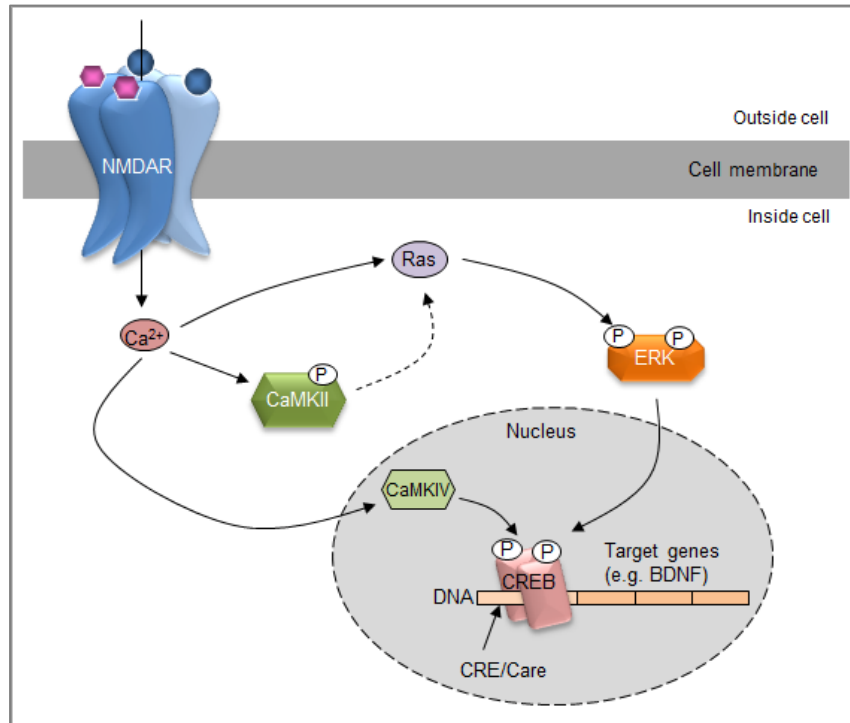 Outside cell
NMDAR
Cell membrane
Inside cell
Ras
Ca2+
P
P
ERK
P
CaMKII
Nucleus
CaMKIV
P
P
CREB
Target genes
(e.g. BDNF)
DNA
CRE/Care